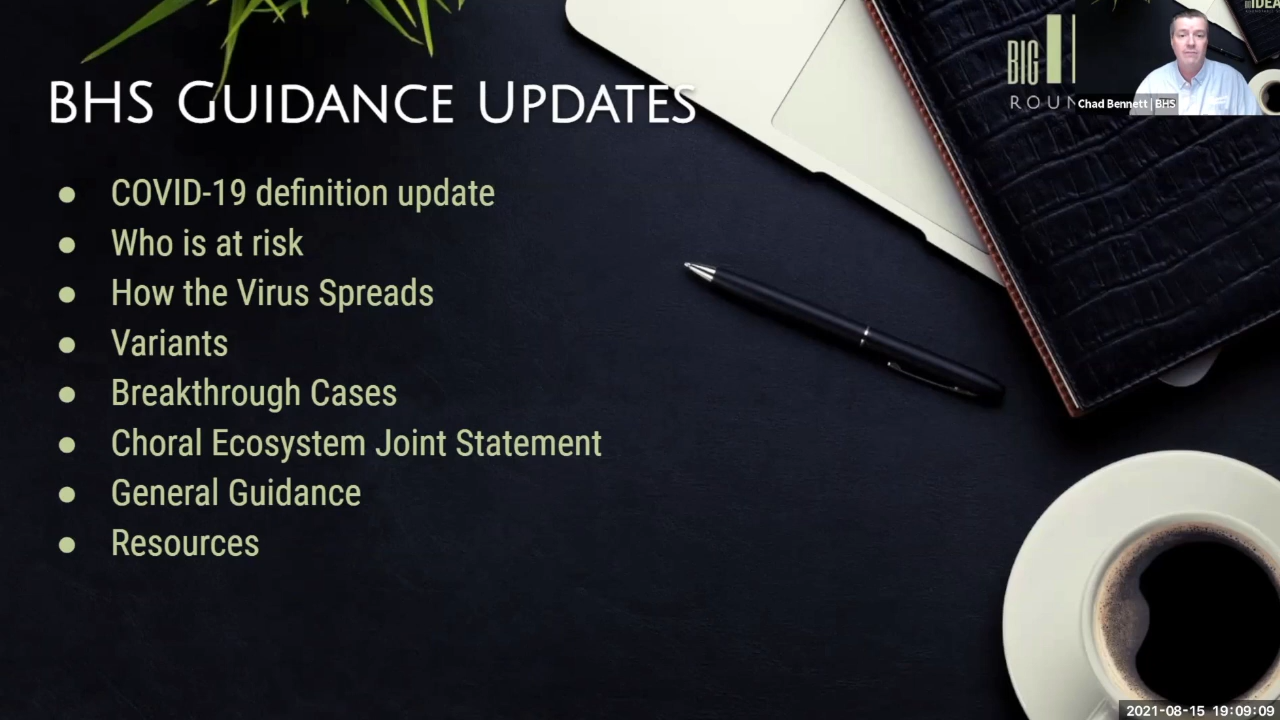 BHS GUIDANCE UPDATES
● COVID-19 definition update
● Who is at risk
● How the Virus Spreads
● Variants
● Breakthrough Cases
● Choral Ecosystem Joint Statement
● General Guidance
● Resources
BIG
ROUN
IDEA
Chad Bennett | BHS
2021-08-15 19:09:09